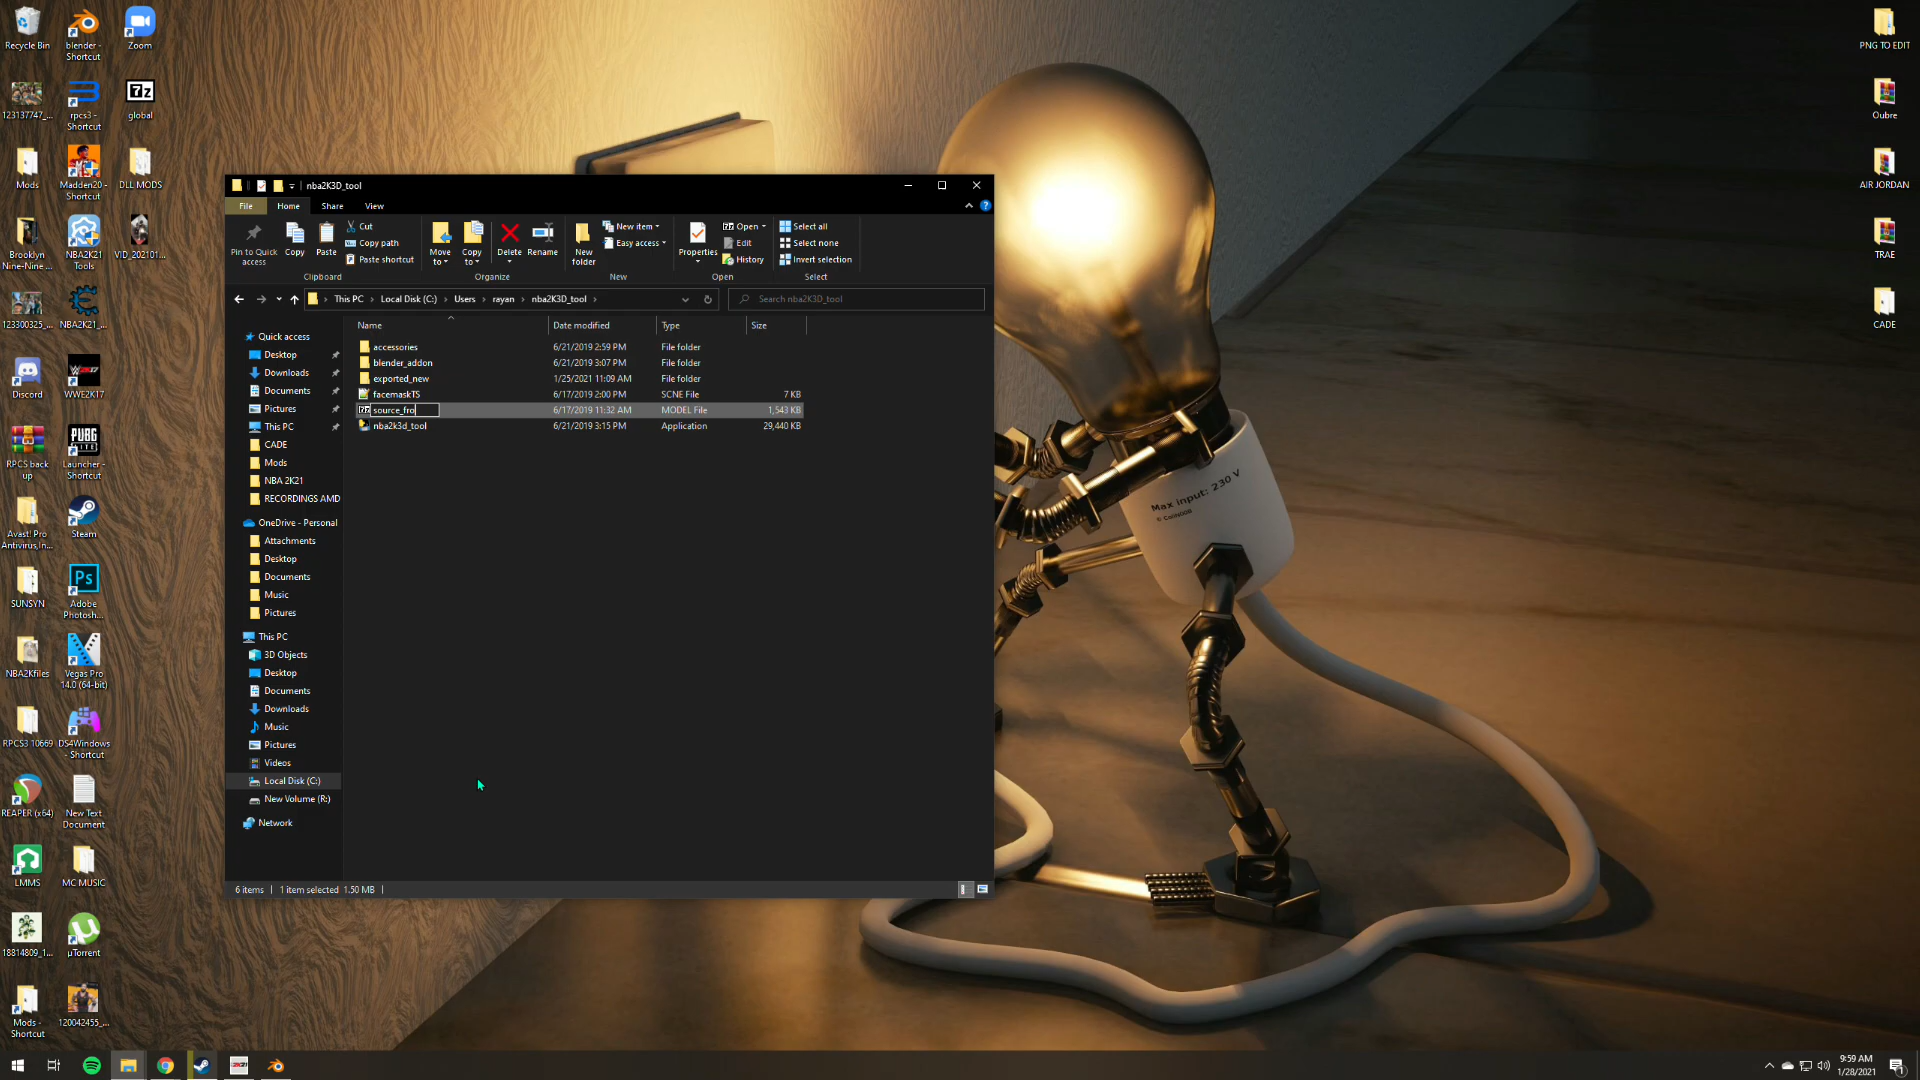 Recycle Bin
blender - Shortcut
Zoom
123137747_...
rpcs3 - Shortcut
global
Mods
Madden20 - Shortcut
DLL MODS
Brooklyn Nine-Nine ...
NBA2K21 Tools
VID_202101...
123300325_...
NBA2K21_...
Discord
WWE2K17
RPCS back up
Launcher - Shortcut
Avast! Pro Antivirus,In...
Steam
SUNSYN
Adobe Photosh...
NBA2Kfiles
Vegas Pro 14.0 (64-bit)
RPCS3 10669
DS4Windows - Shortcut
REAPER (x64)
New Text Document
LMMS
MC MUSIC
18814809_1...
µTorrent
Mods - Shortcut
120042455_...
nba2K3D_tool
File Home Share View
Pin to Quick access
Copy
Paste
Cut
Copy path
Paste shortcut
Clipboard
Move to
Copy to
Delete
Rename
Organize
New folder
New item
Easy access
New
Properties
Open
Edit
History
Open
Select all
Select none
Invert selection
Select
This PC > Local Disk (C:) > Users > rayan > nba2K3D_tool >
Search nba2K3D_tool
Name Date modified Type Size
accessories 6/21/2019 2:59 PM File folder
blender_addon 6/21/2019 3:07 PM File folder
exported_new 1/25/2021 11:09 AM File folder
facemaskTS 6/17/2019 2:00 PM SCNE File 7 KB
source_fro 6/17/2019 11:32 AM MODEL File 1,543 KB
nba2k3d_tool 6/21/2019 3:15 PM Application 29,440 KB
Quick access
Desktop
Downloads
Documents
Pictures
This PC
CADE
Mods
NBA 2K21
RECORDINGS AMD
OneDrive - Personal
Attachments
Desktop
Documents
Music
Pictures
This PC
3D Objects
Desktop
Documents
Downloads
Music
Pictures
Videos
Local Disk (C:)
New Volume (R:)
Network
6 items 1 item selected 1.50 MB
Max input: 230 V
PNG TO EDIT
Oubre
AIR JORDAN
TRAE
CADE
9:59 AM
1/28/2021